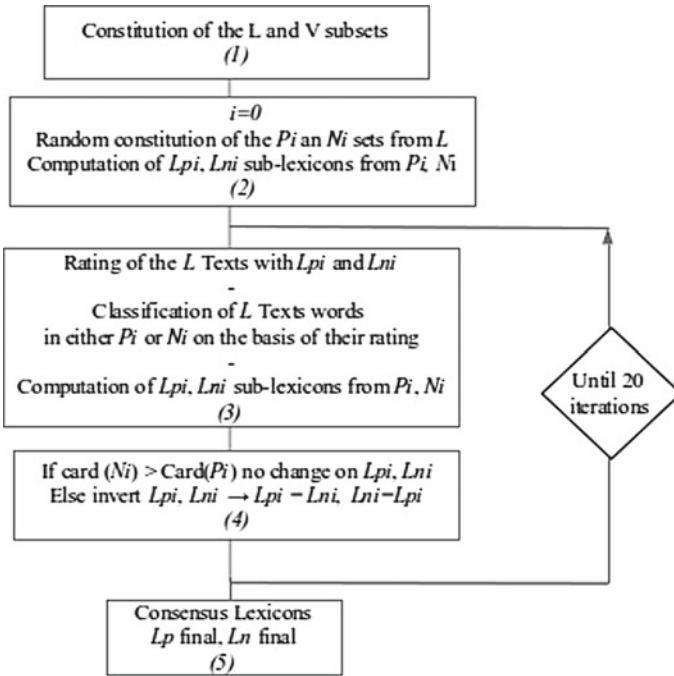 Constitution of the L and V subsets
(1)
i=0
Random constitution of the Pi an Ni sets from L
Computation of Lpi, Lni sub-lexicons from Pi, Ni
(2)
Rating of the L Texts with Lpi and Lni
-
Classification of L Texts words
in either Pi or Ni on the basis of their rating
-
Computation of Lpi, Lni sub-lexicons from Pi, Ni
(3)
Until 20
iterations
If card (Ni) > Card(Pi) no change on Lpi, Lni
Else invert Lpi, Lni → Lpi = Lni, Lni=Lpi
(4)
Consensus Lexicons
Lp final, Ln final
(5)